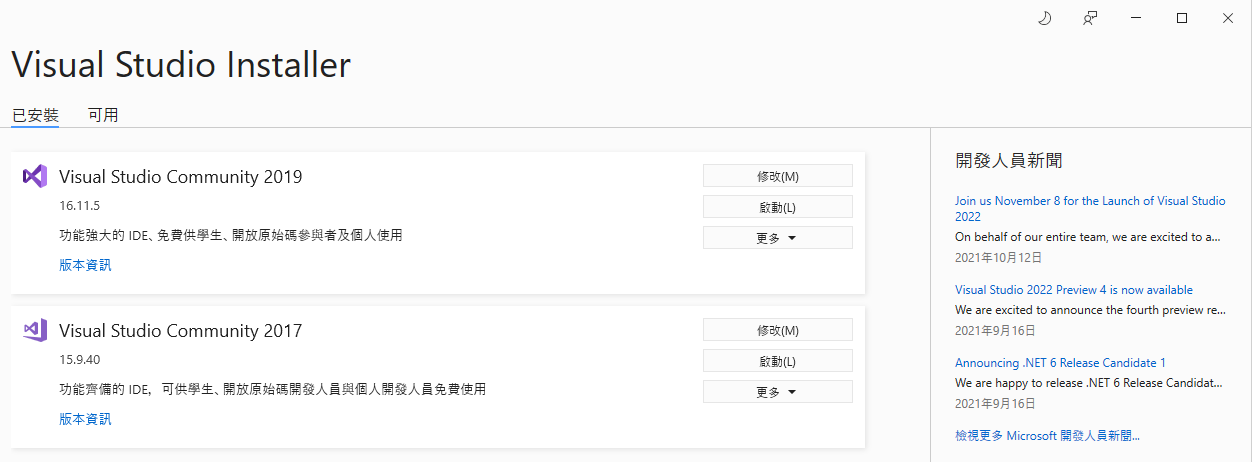 Visual Studio Installer
已安裝
可用
Visual Studio Community 2019
16.11.5
功能強大的 IDE、免費供學生、開放原始碼參與者及個人使用
版本資訊
修改(M)
啟動(L)
更多
Visual Studio Community 2017
15.9.40
功能齊備的 IDE，可供學生、開放原始碼開發人員與個人開發人員免費使用
版本資訊
修改(M)
啟動(L)
更多
開發人員新聞
Join us November 8 for the Launch of Visual Studio
2022
On behalf of our entire team, we are excited to a...
2021年10月12日
Visual Studio 2022 Preview 4 is now available
We are excited to announce the fourth preview re...
2021年9月16日
Announcing .NET 6 Release Candidate 1
We are happy to release .NET 6 Release Candidat...
2021年9月16日
檢視更多 Microsoft 開發人員新聞...